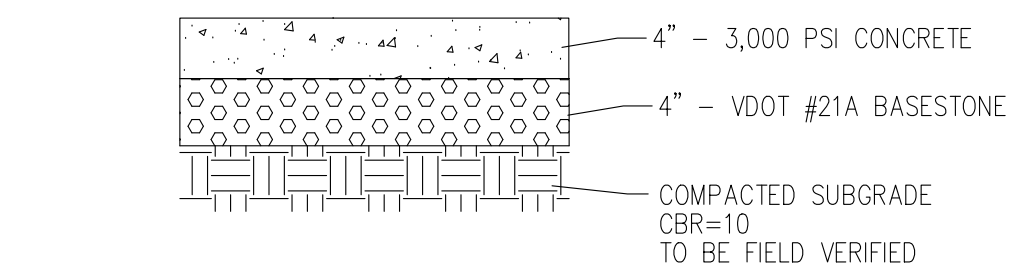 4” – 3,000 PSI CONCRETE
4” – VDOT #21A BASESTONE
COMPACTED SUBGRADE
CBR=10
TO BE FIELD VERIFIED